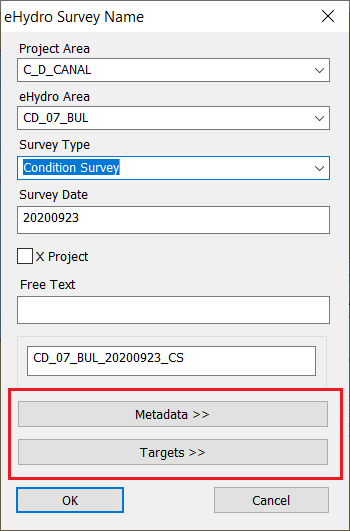 eHydro Survey Name
Project Area
C_D_CANAL
eHydro Area
CD_07_BUL
Survey Type
Condition Survey
Survey Date
20200923
X Project
Free Text
CD_07_BUL_20200923_CS
Metadata >>
Targets >>
OK Cancel